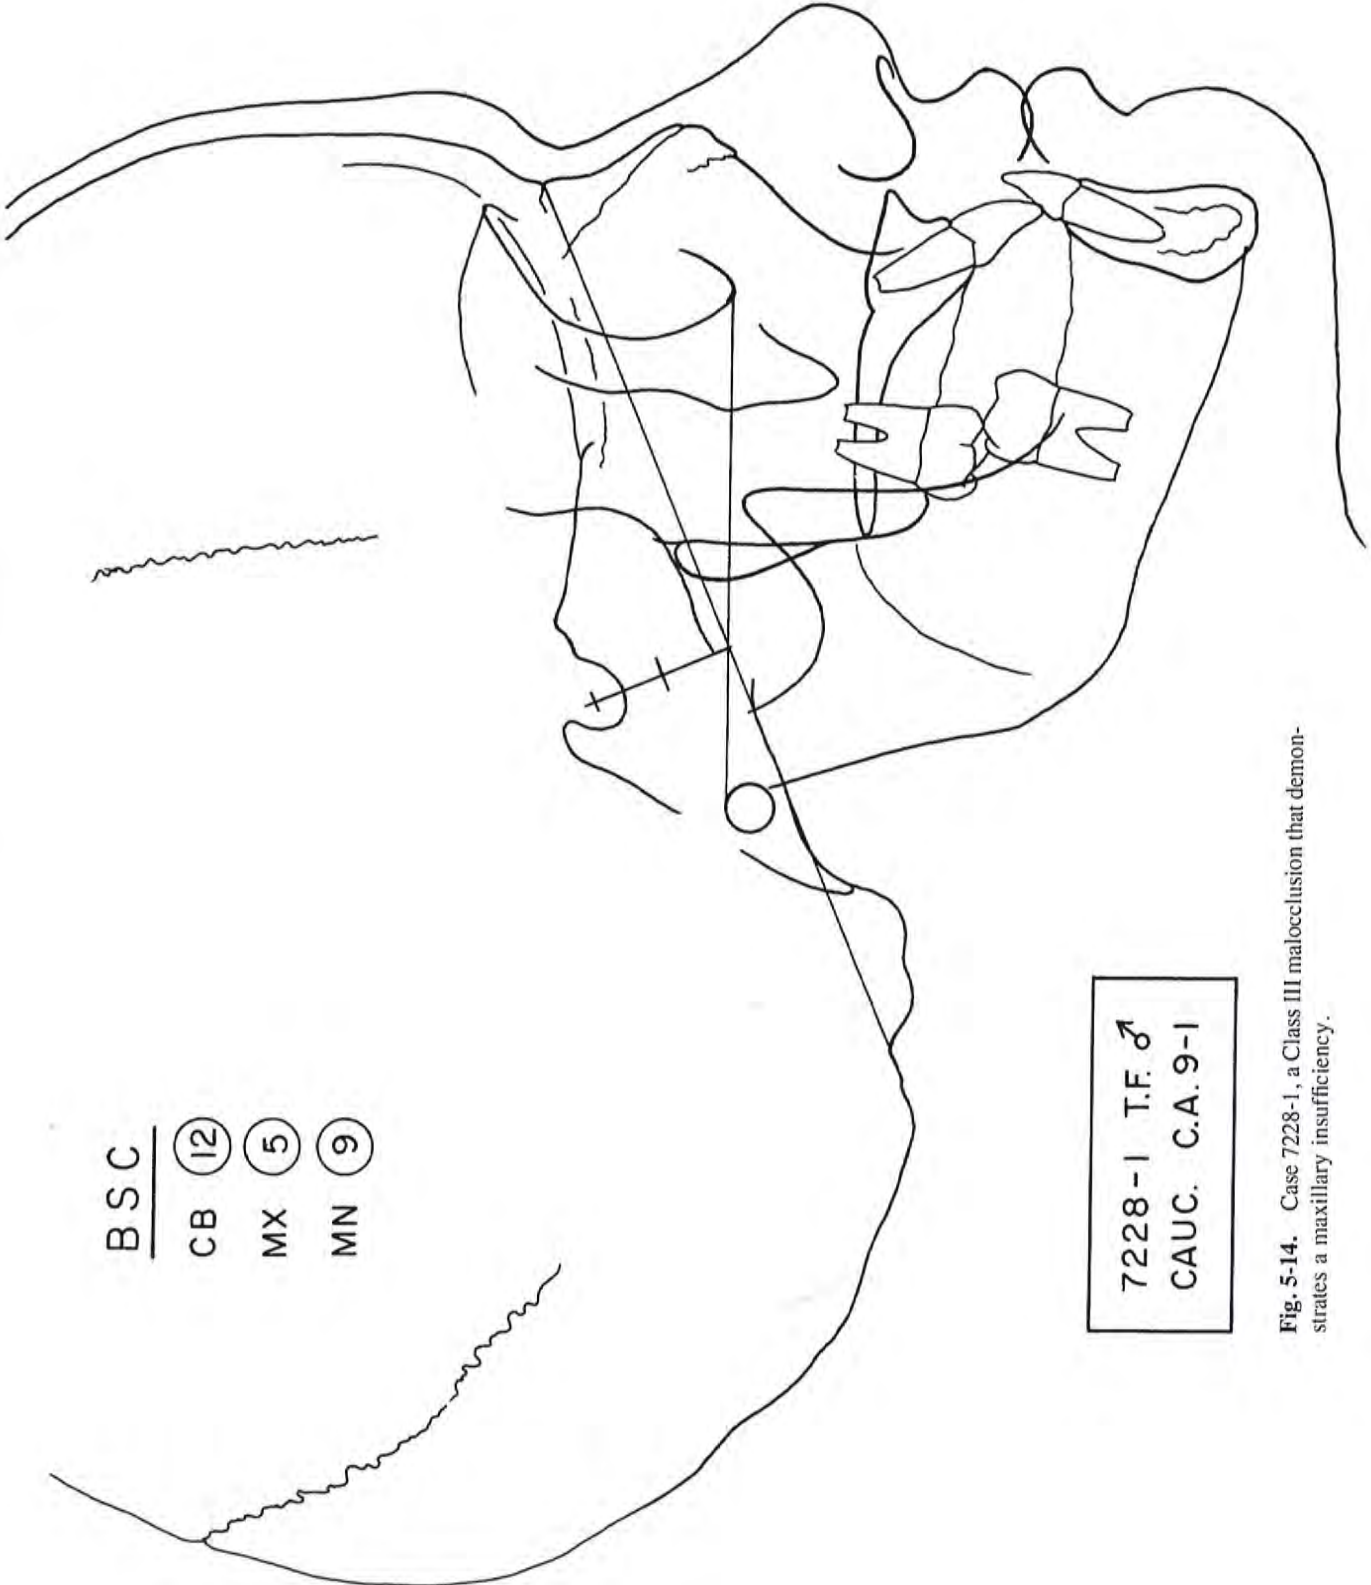 B S C
CB 12
MX 5
MN 9
7228-1 T.F. ♂
CAUC. C.A. 9-1
Fig. 5-14. Case 7228-1, a Class III malocclusion that demon-
strates a maxillary insufficiency.